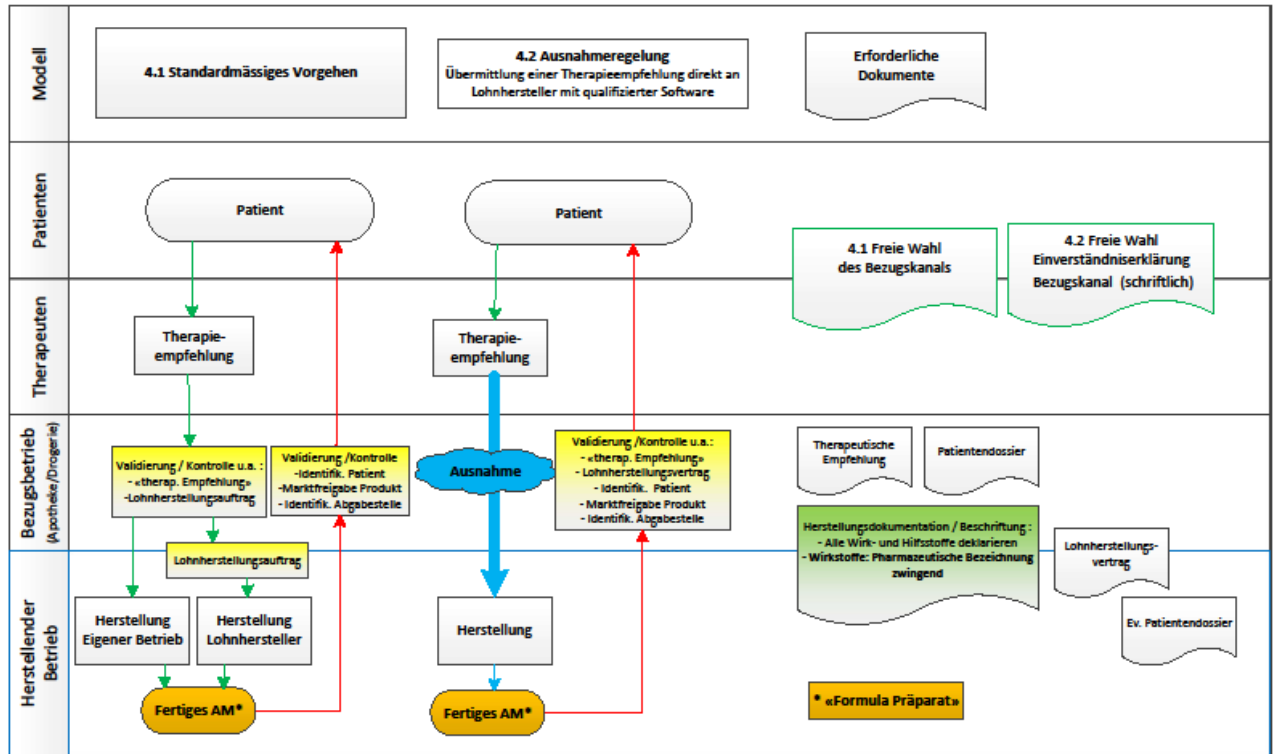 Modell
4.1 Standardmässiges Vorgehen
4.2 Ausnahmeregelung
Übermittlung einer Therapieempfehlung direkt an
Lohnhersteller mit qualifizierter Software
Erforderliche
Dokumente
Patienten
Patient
Patient
4.1 Freie Wahl
des Bezugskanals
4.2 Freie Wahl
Einverständniserklärung
Bezugskanal (schriftlich)
Therapeuten
Therapie-
empfehlung
Therapie-
empfehlung
Bezugsbetrieb
(Apotheke/Drogerie)
Validierung / Kontrolle u.a. :
- «therap. Empfehlung»
-Lohnherstellungsauftrag
Validierung /Kontrolle
-Identifik. Patient
-Marktfreigabe Produkt
- Identifik. Abgabestelle
Ausnahme
Validierung /Kontrolle u.a.:
- «therap. Empfehlung»
- Lohnherstellungsvertrag
- Identifik. Patient
- Marktfreigabe Produkt
- Identifik. Abgabestelle
Therapeutische
Empfehlung
Patientendossier
Herstellungsdokumentation / Beschriftung :
- Alle Wirk- und Hilfsstoffe deklarieren
- Wirkstoffe: Pharmazeutische Bezeichnung
zwingend
Lohnherstellungsauftrag
Lohnherstellungs-
vertrag
Herstellender
Betrieb
Herstellung
Eigener Betrieb
Herstellung
Lohnhersteller
Herstellung
Ev. Patientendossier
Fertiges AM*
Fertiges AM*
* «Formula Präparat»